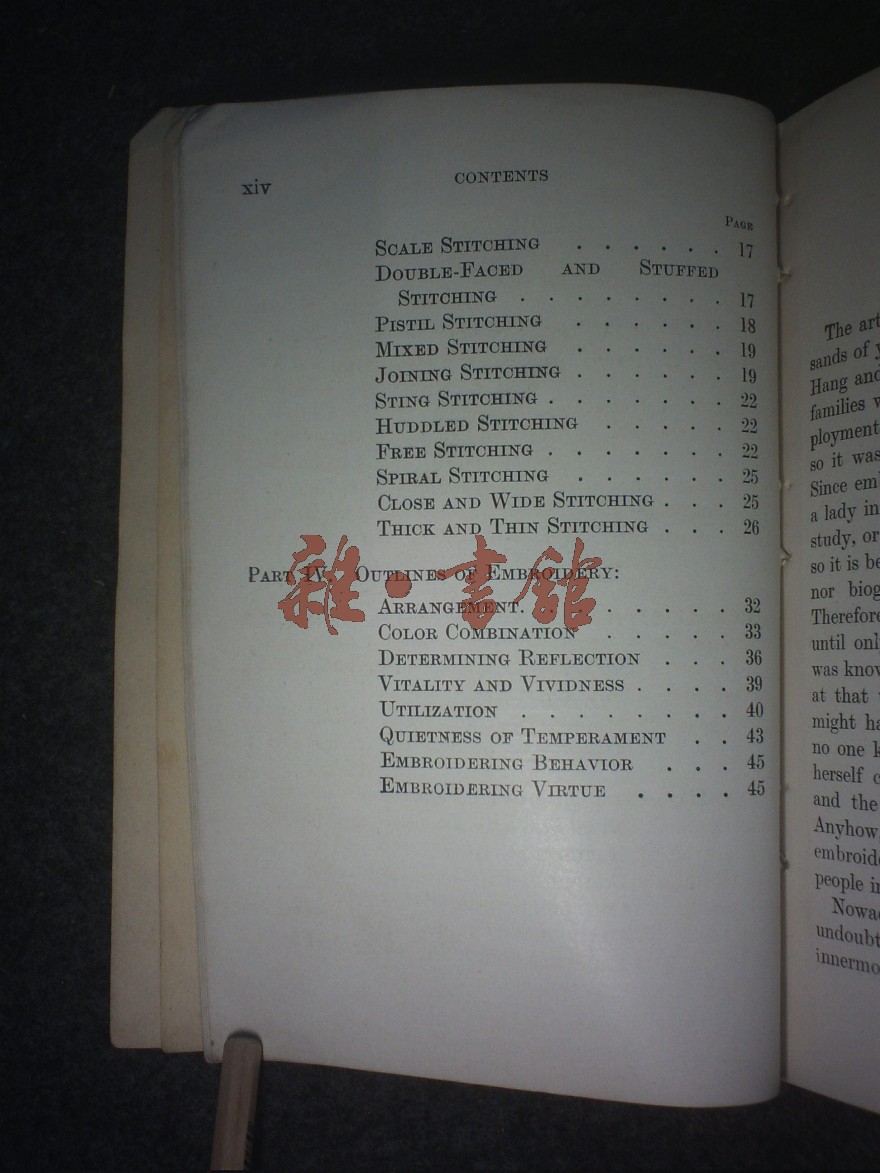 xiv CONTENTS
PAGE
SCALE STITCHING . . . . . . 17
DOUBLE-FACED AND STUFFED
STITCHING . . . . . . . . 17
PISTIL STITCHING . . . . . . 18
MIXED STITCHING . . . . . . 19
JOINING STITCHING . . . . . . 19
STING STITCHING . . . . . . . 22
HUDDLED STITCHING . . . . . 22
FREE STITCHING . . . . . . . 22
SPIRAL STITCHING . . . . . . 25
CLOSE AND WIDE STITCHING . . . 25
THICK AND THIN STITCHING . . . 26
PART IV. OUTLINES OF EMBROIDERY:
ARRANGEMENT. . . . . . . . . 32
COLOR COMBINATION . . . . . 33
DETERMINING REFLECTION . . . 36
VITALITY AND VIVIDNESS . . . . 39
UTILIZATION . . . . . . . . 40
QUIETNESS OF TEMPERAMENT . . 43
EMBROIDERING BEHAVIOR . . . 45
EMBROIDERING VIRTUE . . . . 45
雜·書館
The art
sands of
Hang and
families
ployment
so it was
Since em
a lady in
study, or
so it is be
nor biog
Therefore
until onl
was know
at that
might ha
no one
herself
and the
Anyhow,
embroide
people in
Nowa
undoubt
innermo